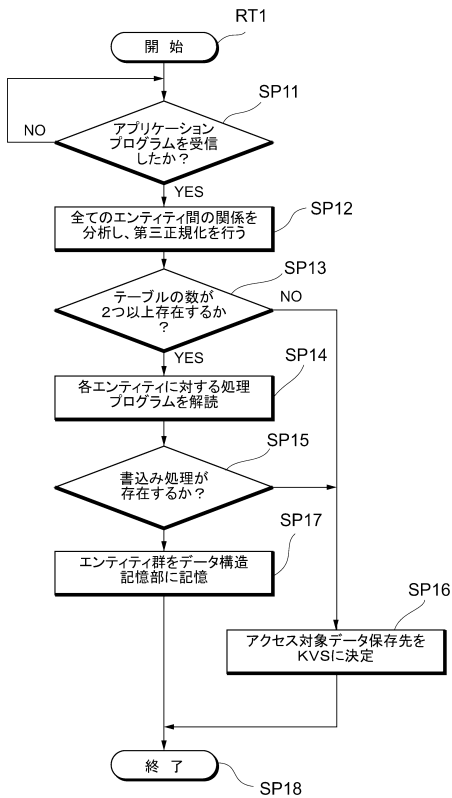 RT1
開 始
SP11
NO
アプリケーション
プログラムを受信
したか?
YES
SP12
全てのエンティティ間の関係を
分析し、第三正規化を行う
SP13
テーブルの数が
2つ以上存在するか
?
NO
YES
SP14
各エンティティに対する処理
プログラムを解読
SP15
書込み処理が
存在するか?
SP17
エンティティ群をデータ構造
記憶部に記憶
SP16
アクセス対象データ保存先を
KVSに決定
終 了
SP18